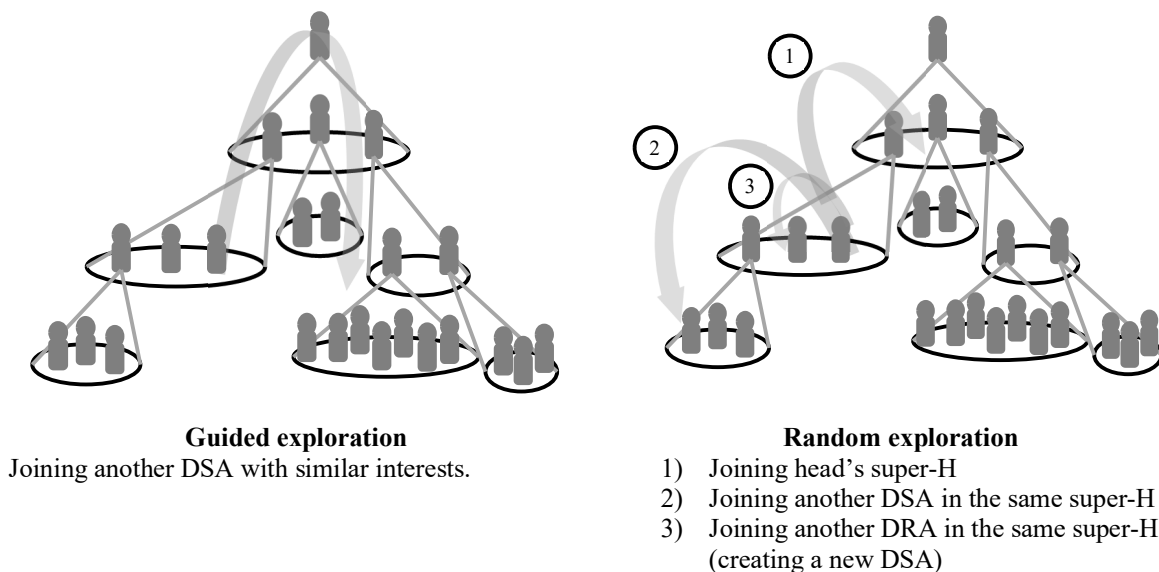 1
2
3
Guided exploration
Joining another DSA with similar interests.
Random exploration
1) Joining head's super-H
2) Joining another DSA in the same super-H
3) Joining another DRA in the same super-H
(creating a new DSA)